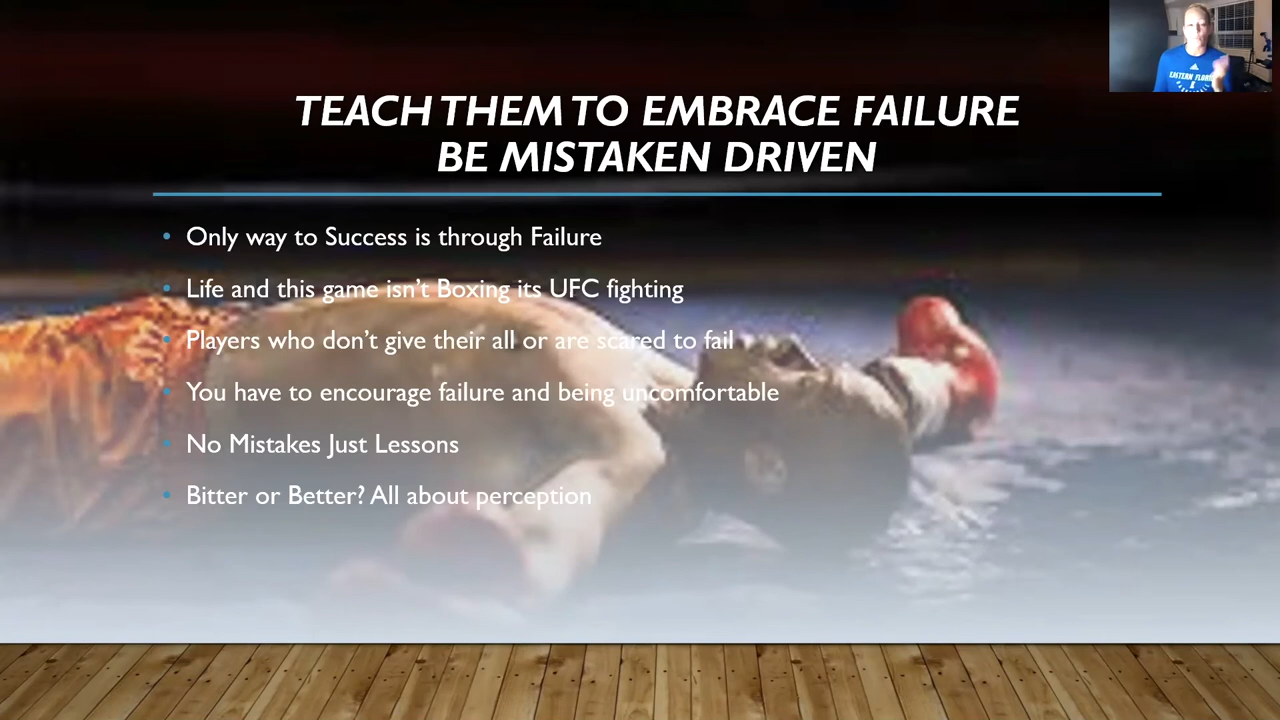 TEACH THEM TO EMBRACE FAILURE
BE MISTAKEN DRIVEN
• Only way to Success is through Failure
• Life and this game isn't Boxing its UFC fighting
• Players who don't give their all or are scared to fail
• You have to encourage failure and being uncomfortable
• No Mistakes Just Lessons
• Bitter or Better? All about perception
EASTERN FLOR